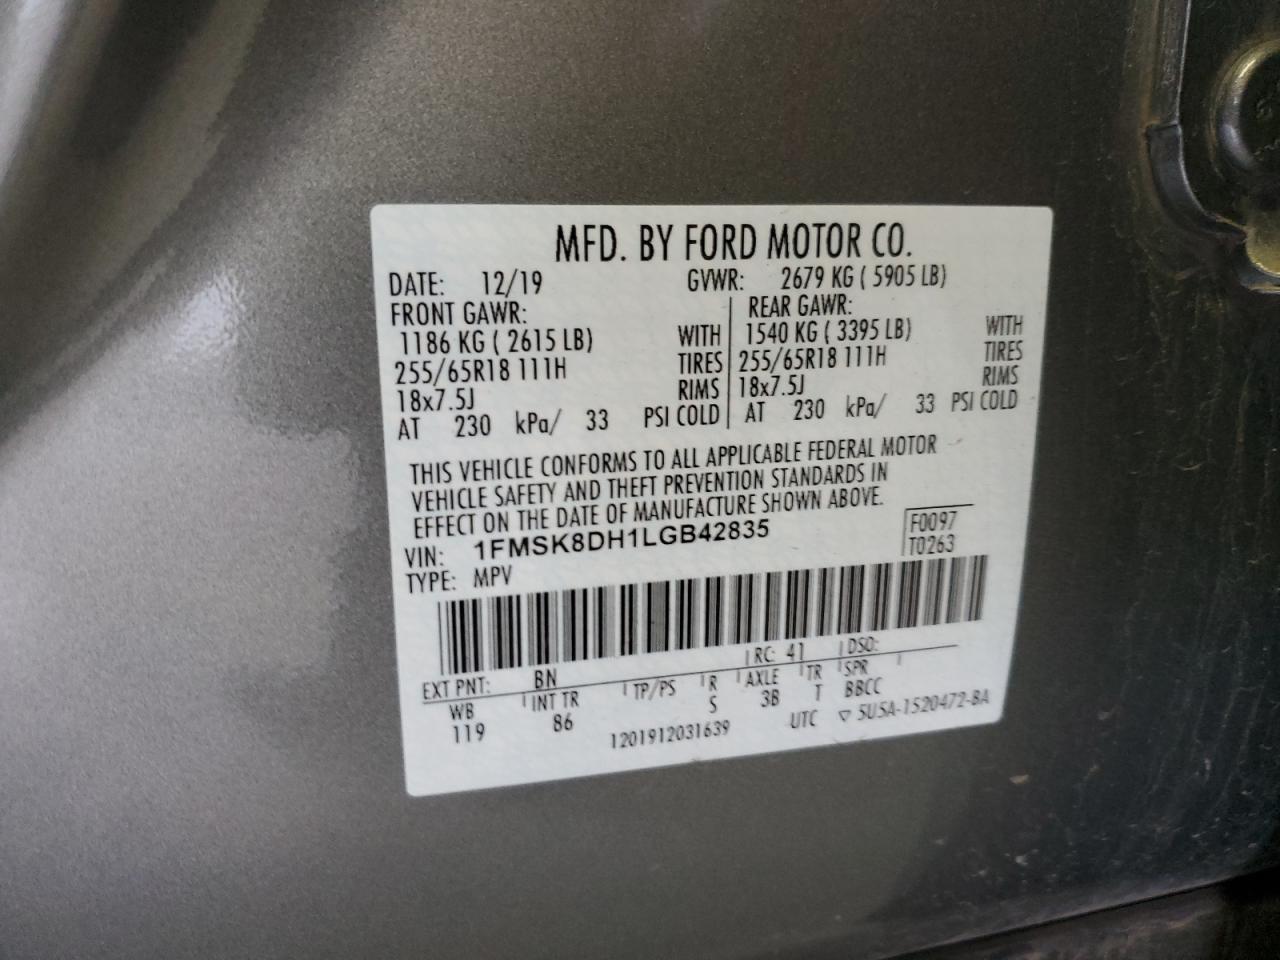 MFD. BY FORD MOTOR CO.
DATE: 12/19 GVWR: 2679 KG ( 5905 LB)
FRONT GAWR: REAR GAWR:
1186 KG ( 2615 LB) WITH 1540 KG ( 3395 LB) WITH
255/65R18 111H TIRES 255/65R18 111H TIRES
18x7.5J RIMS 18x7.5J RIMS
AT 230 kPa/ 33 PSI COLD AT 230 kPa/ 33 PSI COLD
THIS VEHICLE CONFORMS TO ALL APPLICABLE FEDERAL MOTOR
VEHICLE SAFETY AND THEFT PREVENTION STANDARDS IN
EFFECT ON THE DATE OF MANUFACTURE SHOWN ABOVE.
VIN: 1FMSK8DH1LGB42835 F0097
TYPE: MPV T0263
EXT PNT: BN RC: 41 DSO:
WB INT TR TP/PS R AXLE TR SPR
119 86 S 3B T BBCC
1201912031639 UTC ▽ 5U5A-1520472-BA